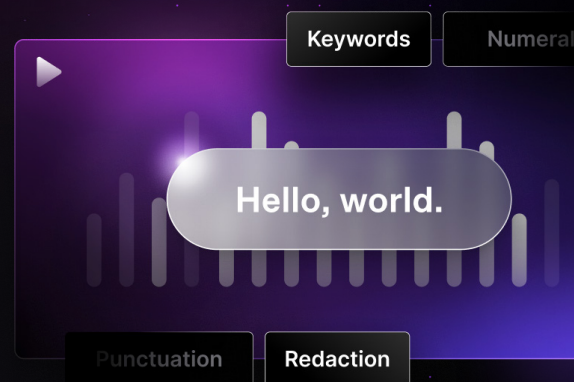 Keywords
Numeral
Hello, world.
Punctuation
Redaction